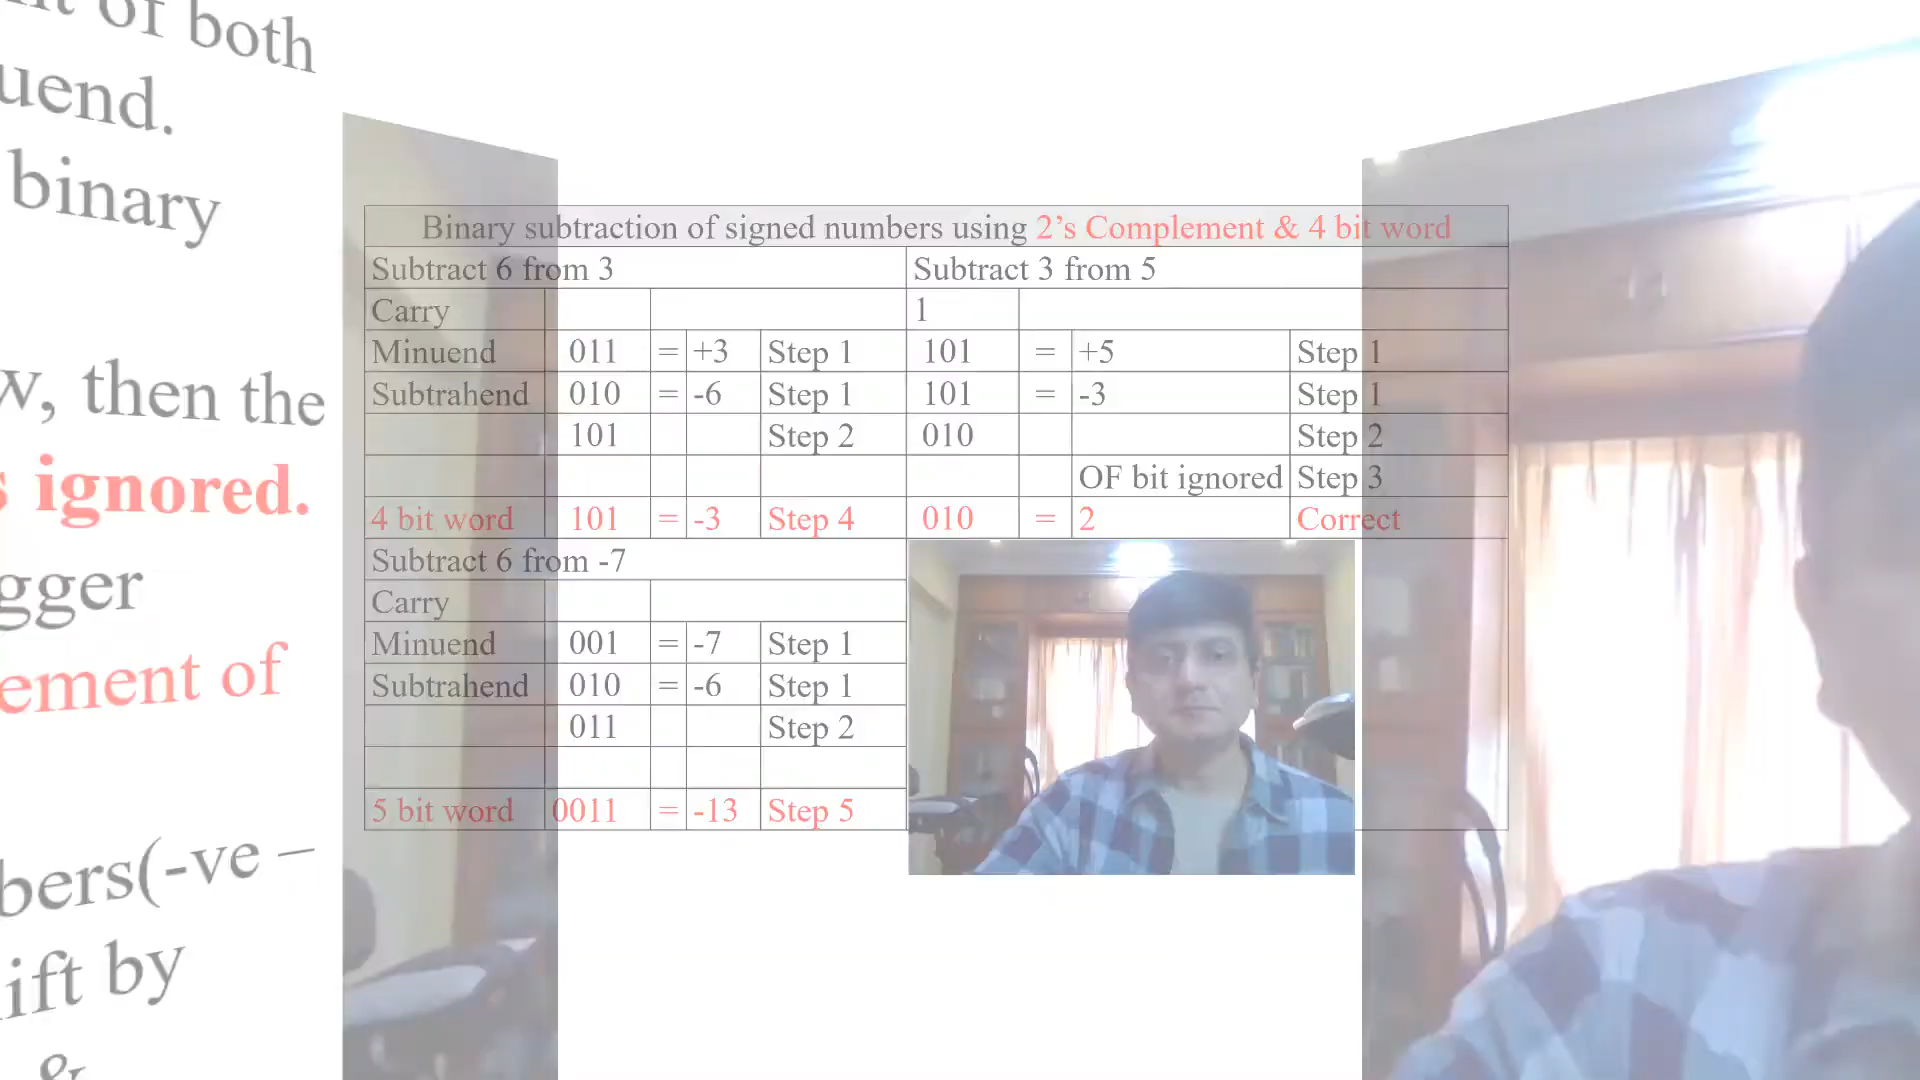 of both
uend.
binary
w, then the
s ignored.
gger
ement of
bers(-ve –
ift by
&
Binary subtraction of signed numbers using 2's Complement & 4 bit word
Subtract 6 from 3 Subtract 3 from 5
Carry 1
Minuend 011 = +3 Step 1 101 = +5 Step 1
Subtrahend 010 = -6 Step 1 101 = -3 Step 1
101 Step 2 010 Step 2
OF bit ignored Step 3
4 bit word 101 = -3 Step 4 010 = 2 Correct
Subtract 6 from -7
Carry
Minuend 001 = -7 Step 1
Subtrahend 010 = -6 Step 1
011 Step 2
5 bit word 0011 = -13 Step 5